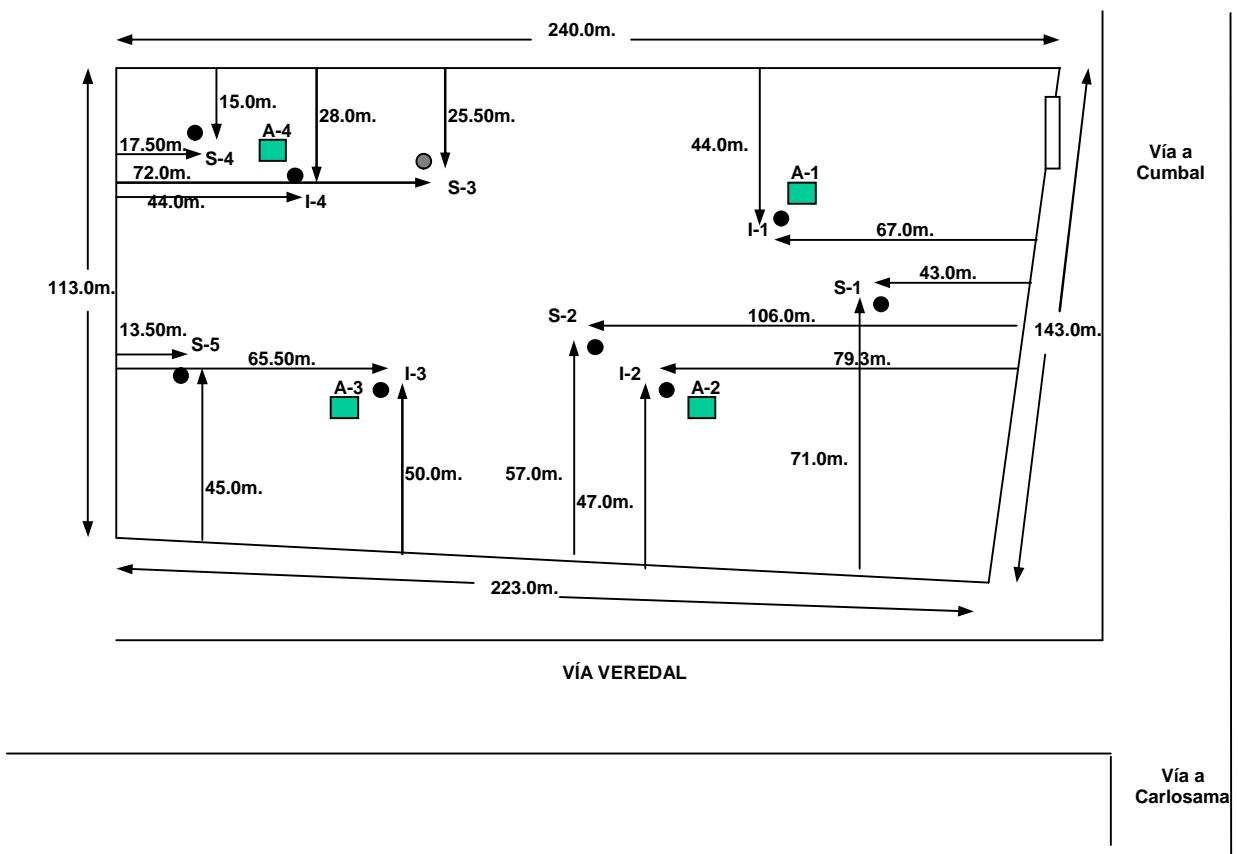 240.0m.
15.0m.
28.0m.
25.50m.
A-4
17.50m.
S-4
44.0m.
Vía a
Cumbal
72.0m.
A-1
S-3
44.0m.
I-4
I-1
67.0m.
43.0m.
113.0m.
S-1
S-2
106.0m.
13.50m.
143.0m.
S-5
65.50m.
I-3
I-2
79.3m.
A-3
A-2
71.0m.
45.0m.
50.0m.
57.0m.
47.0m.
223.0m.
VÍA VEREDAL
Vía a
Carlosama